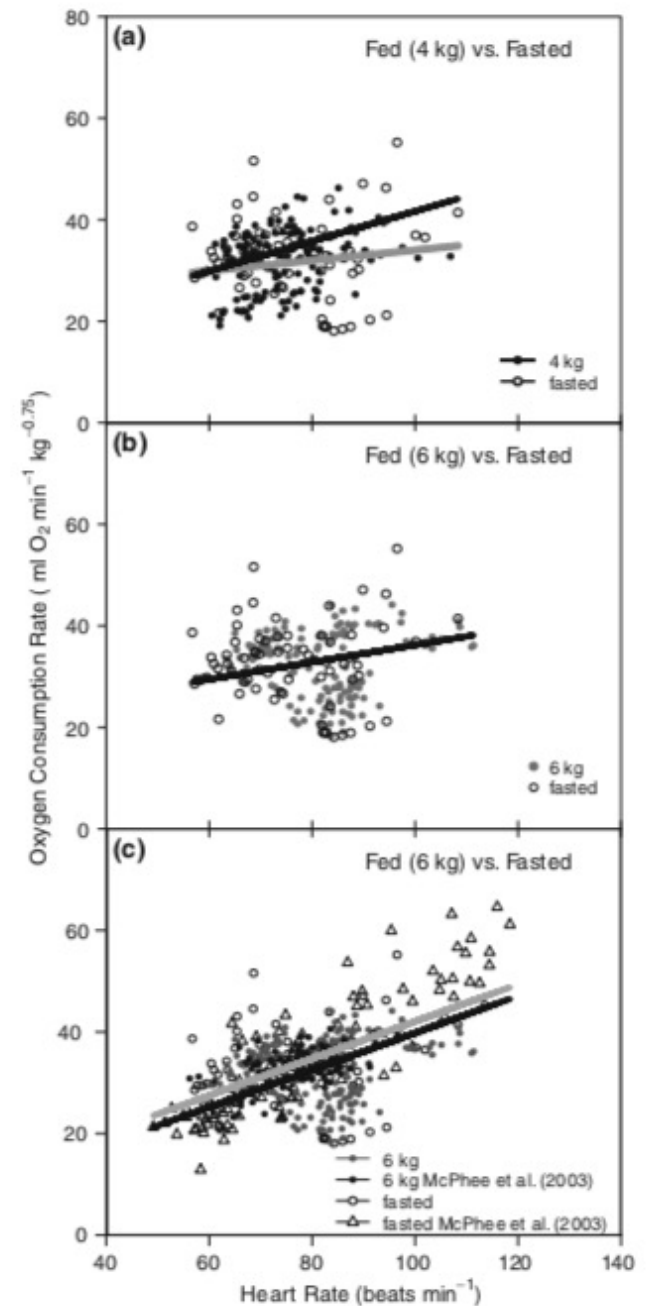 80
(a)
Fed (4 kg) vs. Fasted
60
40
20
4 kg
fasted
0
(b)
Fed (6 kg) vs. Fasted
60
40
20
6 kg
fasted
0
(c)
Fed (6 kg) vs. Fasted
60
40
20
6 kg
6 kg McPhee et al. (2003)
fasted
fasted McPhee et al. (2003)
0
40 60 80 100 120 140
Heart Rate (beats min⁻¹)
Oxygen Consumption Rate ( ml O₂ min⁻¹ kg⁻⁰·⁷⁵)